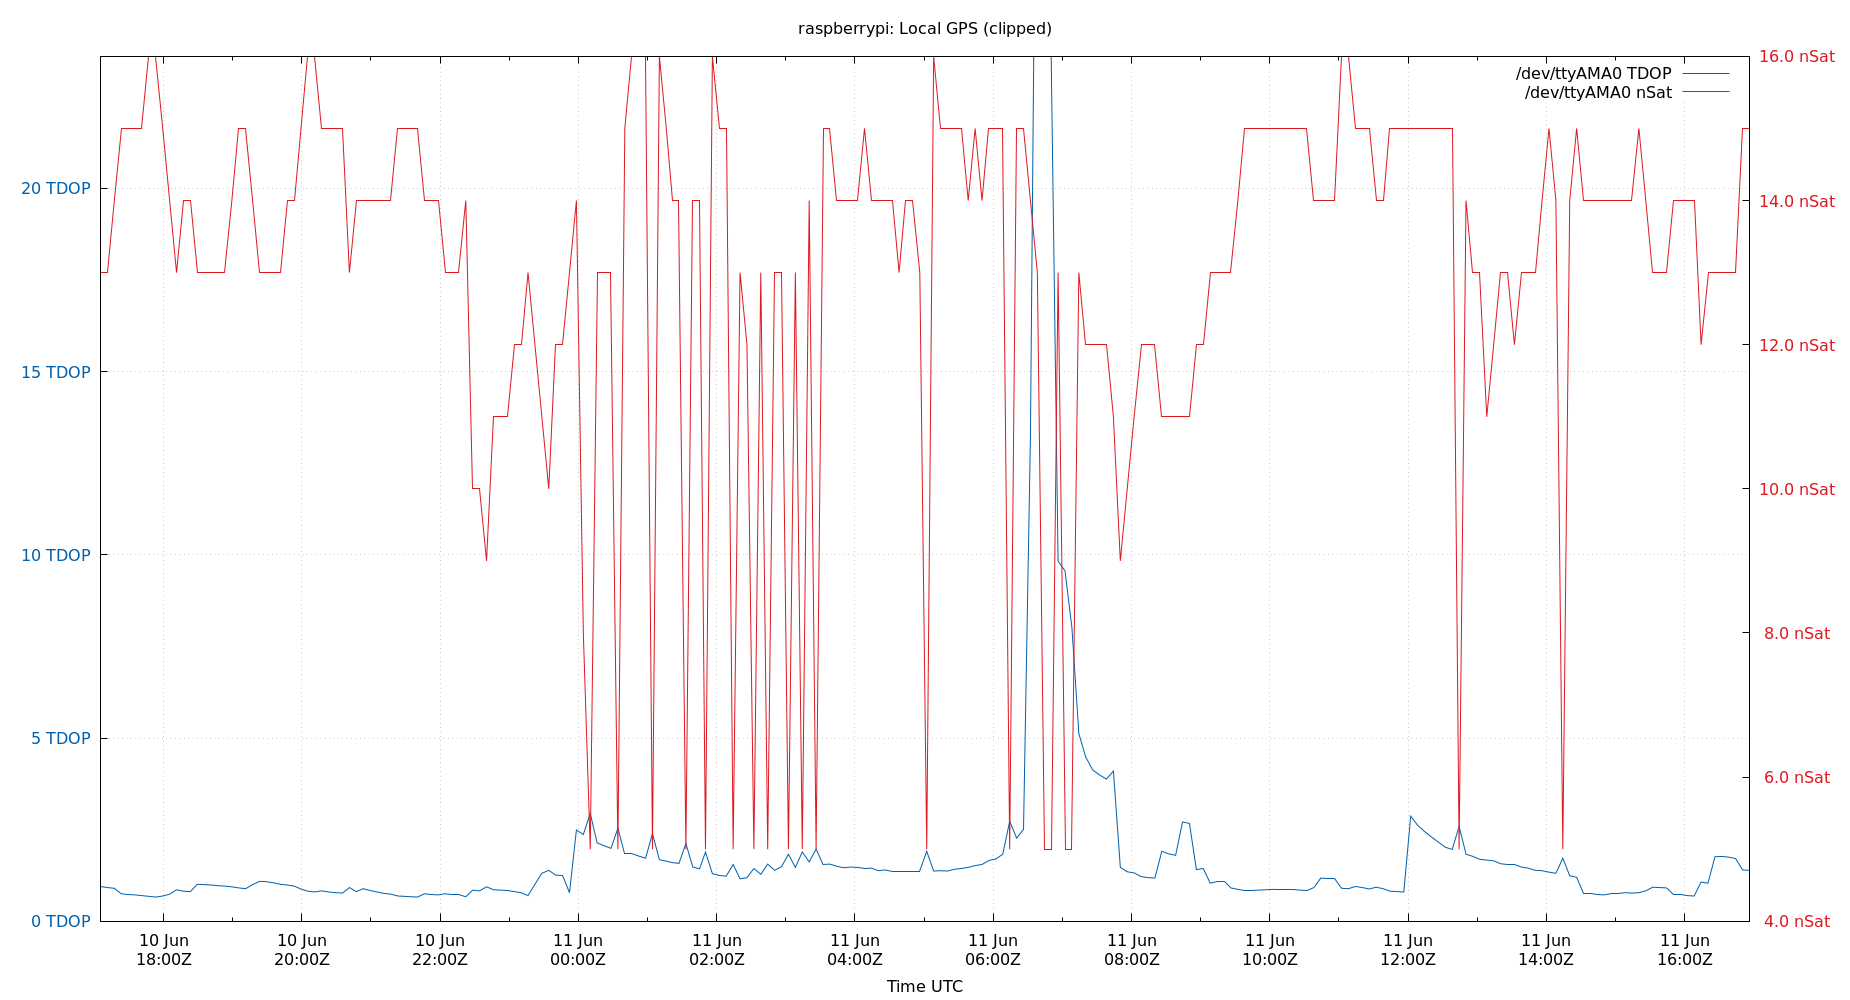 raspberrypi: Local GPS (clipped)
16.0 nSat
/dev/ttyAMA0 TDOP
/dev/ttyAMA0 nSat
20 TDOP
14.0 nSat
15 TDOP
12.0 nSat
10 TDOP
10.0 nSat
8.0 nSat
5 TDOP
6.0 nSat
0 TDOP
4.0 nSat
10 Jun 10 Jun 10 Jun 11 Jun 11 Jun 11 Jun 11 Jun 11 Jun 11 Jun 11 Jun 11 Jun 11 Jun
18:00Z 20:00Z 22:00Z 00:00Z 02:00Z 04:00Z 06:00Z 08:00Z 10:00Z 12:00Z 14:00Z 16:00Z
Time UTC